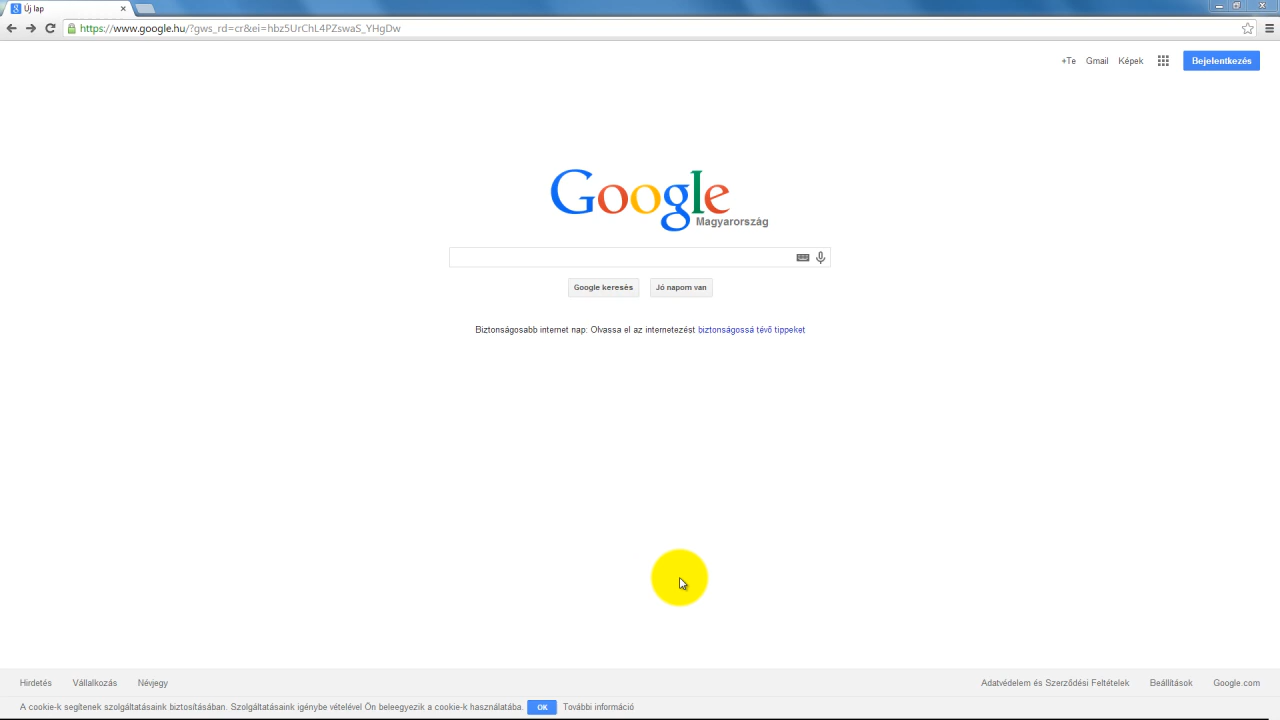 Új lap
https://www.google.hu/?gws_rd=cr&ei=hbz5UrChL4PZswaS_YHgDw
+Te Gmail Képek Bejelentkezés
Google
Magyarország
Google keresés Jó napom van
Biztonságosabb internet nap: Olvassa el az internetezést biztonságossá tévő tippeket
Hirdetés Vállalkozás Névjegy Adatvédelem és Szerződési Feltételek Beállítások Google.com
A cookie-k segítenek szolgáltatásaink biztosításában. Szolgáltatásaink igénybe vételével Ön beleegyezik a cookie-k használatába. OK További információ